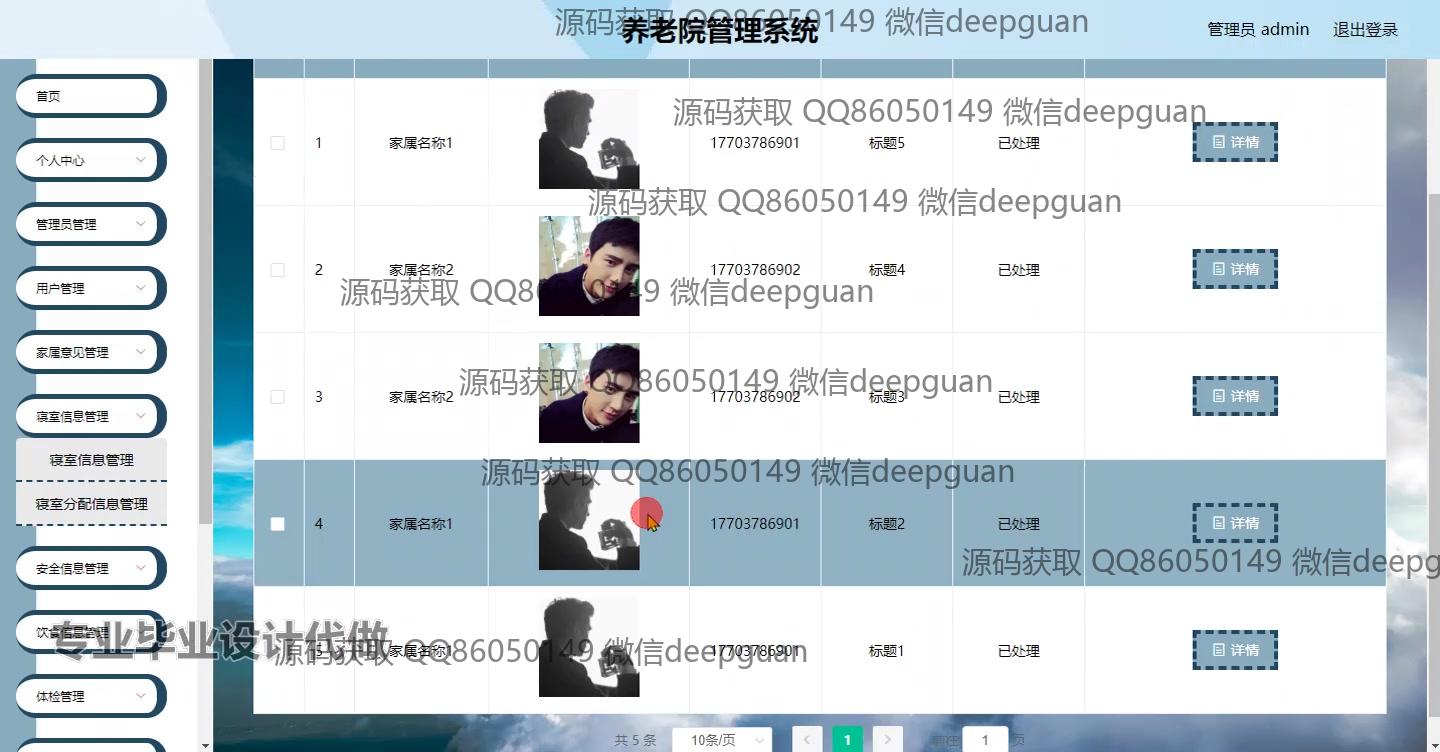 源码获取 QQ86050149 微信deepguan
养老院管理系统
管理员 admin
退出登录
首页
个人中心
管理员管理
用户管理
家属意见管理
寝室信息管理
寝室信息管理
寝室分配信息管理
安全信息管理
饮食信息管理
体检管理
源码获取 QQ86050149 微信deepguan
1 家属名称1 17703786901 标题5 已处理 详情
源码获取 QQ86050149 微信deepguan
2 家属名称2 17703786902 标题4 已处理 详情
源码获取 QQ86050149 微信deepguan
源码获取 QQ86050149 微信deepguan
3 家属名称2 17703786902 标题3 已处理 详情
源码获取 QQ86050149 微信deepguan
4 家属名称1 17703786901 标题2 已处理 详情
源码获取 QQ86050149 微信deepg
专业毕业设计代做
源码获取 QQ86050149 微信deepguan
5 家属名称1 17703786901 标题1 已处理 详情
共 5 条 10条/页 1 前往 1 页